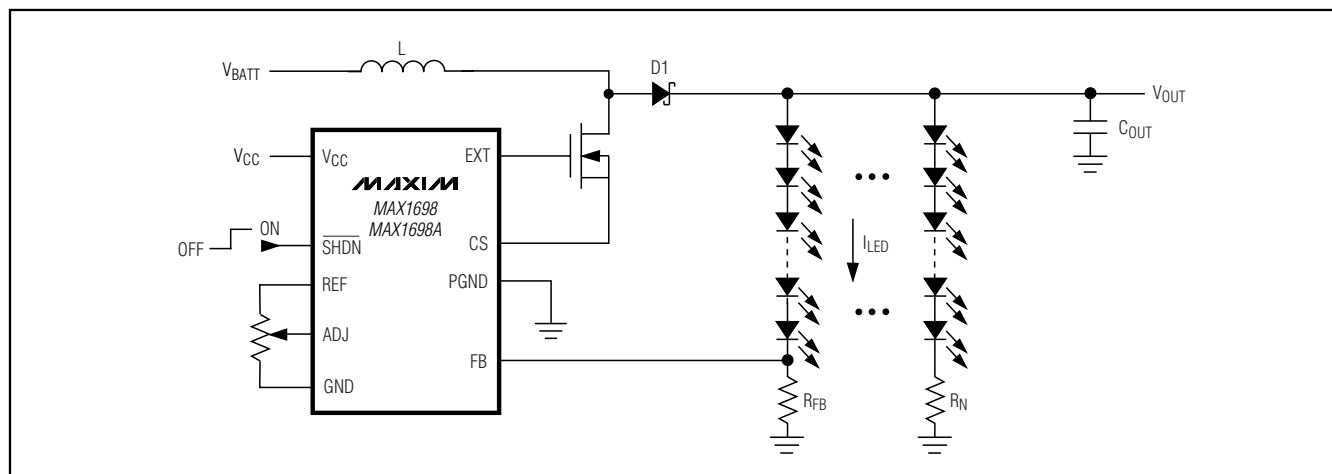 L
D1
VBATT
VOUT
COUT
VCC
VCC
EXT
MAXIM
MAX1698
MAX1698A
ON
OFF
SHDN
CS
ILED
REF
PGND
ADJ
FB
GND
RFB
RN